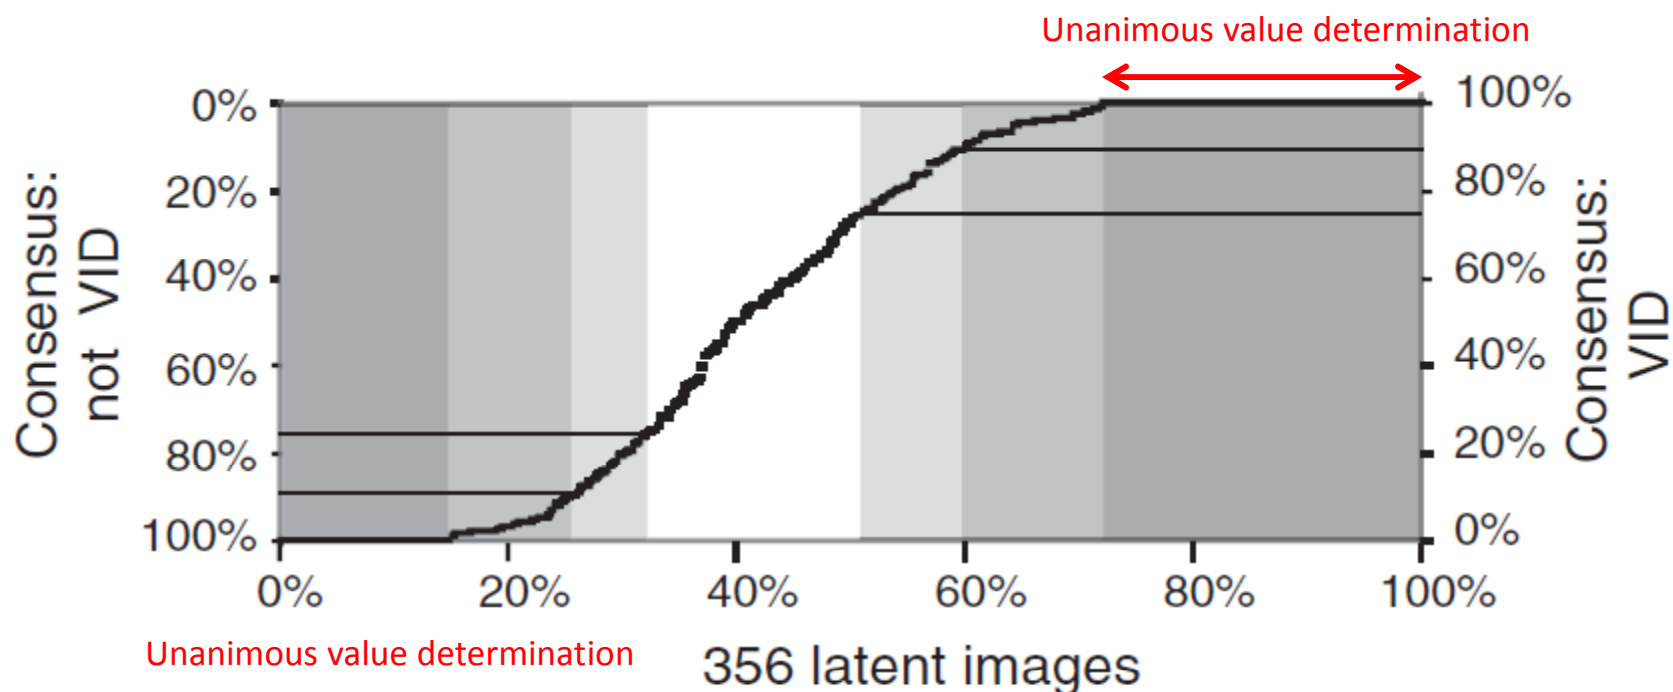 Unanimous value determination
0%
20%
40%
60%
80%
100%
Consensus:
not VID
100%
80%
60%
40%
20%
0%
Consensus:
VID
0%
20%
40%
60%
80%
100%
Unanimous value determination
356 latent images